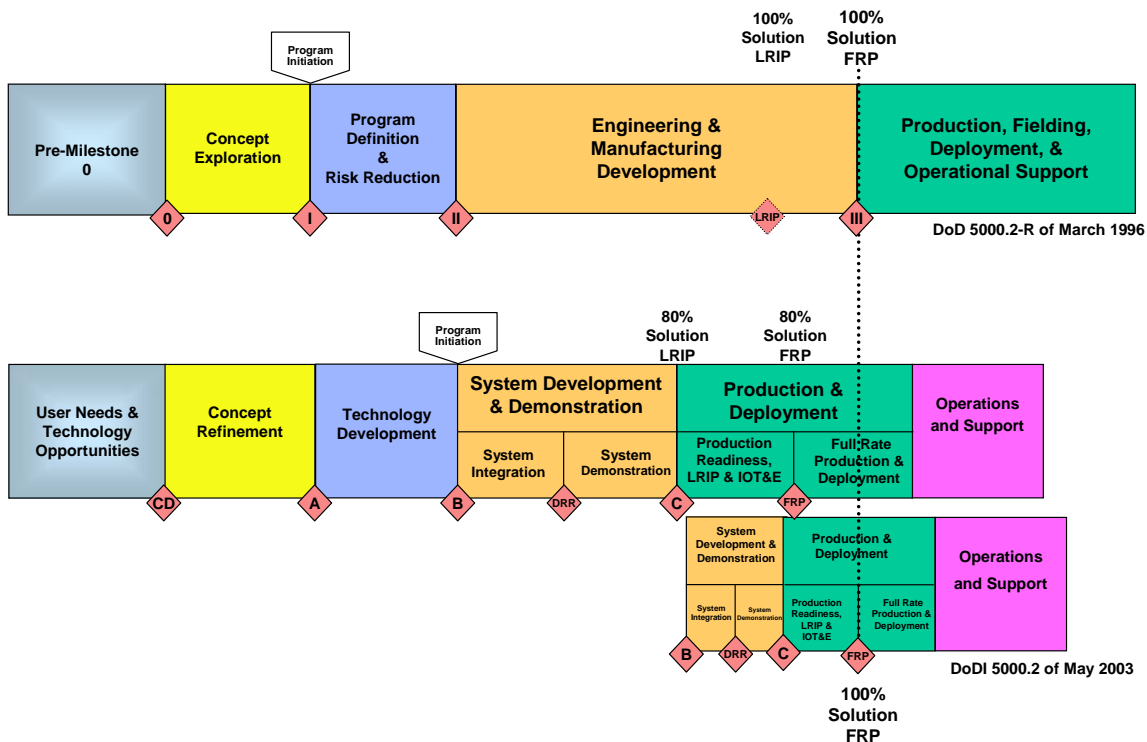 100%
Solution
LRIP
100%
Solution
FRP
Program
Initiation
Pre-Milestone
0
Concept
Exploration
Program
Definition
&
Risk Reduction
Engineering &
Manufacturing
Development
Production, Fielding,
Deployment, &
Operational Support
0
I
II
LRIP
III
DoD 5000.2-R of March 1996
Program
Initiation
80%
Solution
LRIP
80%
Solution
FRP
User Needs &
Technology
Opportunities
Concept
Refinement
Technology
Development
System Development
& Demonstration
System
Integration
System
Demonstration
Production &
Deployment
Production
Readiness,
LRIP & IOT&E
Full Rate
Production &
Deployment
Operations
and Support
CD
A
B
DRR
C
FRP
System
Development &
Demonstration
System
Integration
System
Demonstration
Production &
Deployment
Production
Readiness,
LRIP &
IOT&E
Full Rate
Production &
Deployment
Operations
and Support
B
DRR
C
FRP
DoDI 5000.2 of May 2003
100%
Solution
FRP